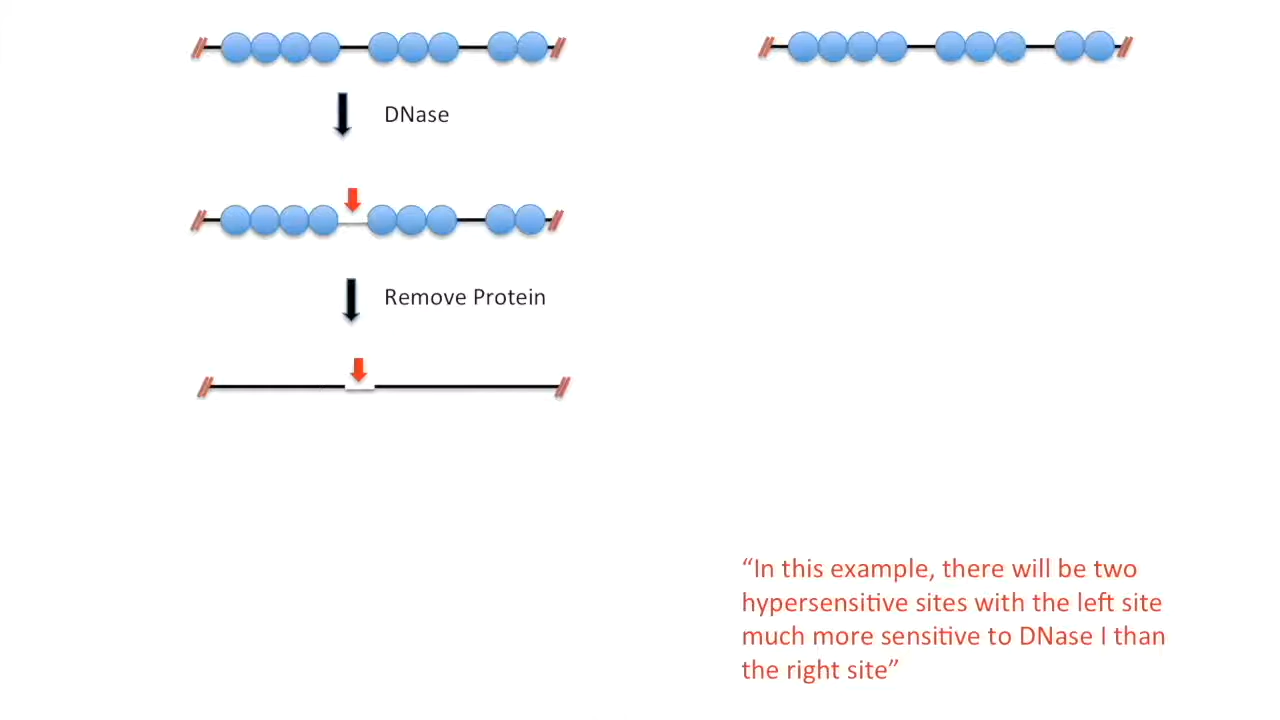 DNase
Remove Protein
“In this example, there will be two
hypersensitive sites with the left site
much more sensitive to DNase I than
the right site”